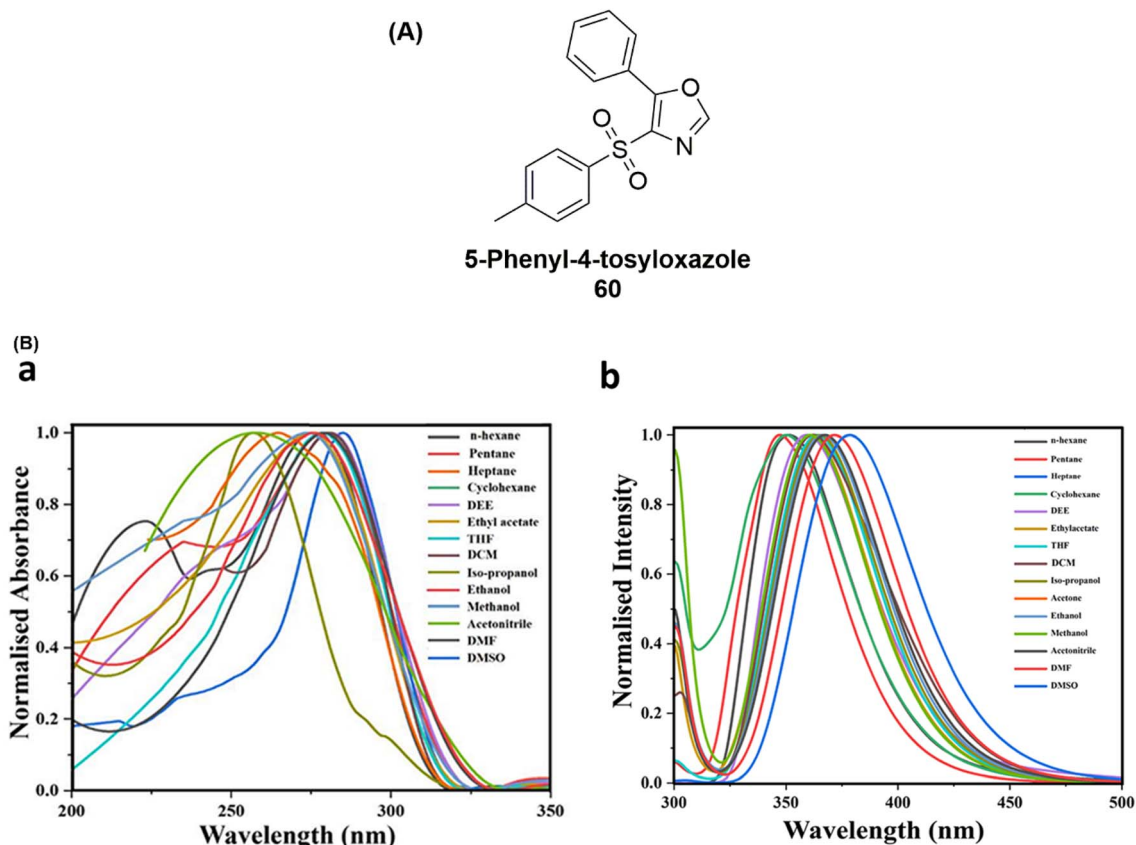 (A)
O
N
O
S
O
5-Phenyl-4-tosyloxazole
60
(B)
a
b
Normalised Absorbance
1.0
0.8
0.6
0.4
0.2
0.0
200
250
300
350
Wavelength (nm)
n-hexane
Pentane
Heptane
Cyclohexane
DEE
Ethyl acetate
THF
DCM
Iso-propanol
Ethanol
Methanol
Acetonitrile
DMF
DMSO
Normalised Intensity
1.0
0.8
0.6
0.4
0.2
0.0
300
350
400
450
500
Wavelength (nm)
n-hexane
Pentane
Heptane
Cyclohexane
DEE
Ethylacetate
THF
DCM
Iso-propanol
Acetone
Ethanol
Methanol
Acetonitrile
DMF
DMSO